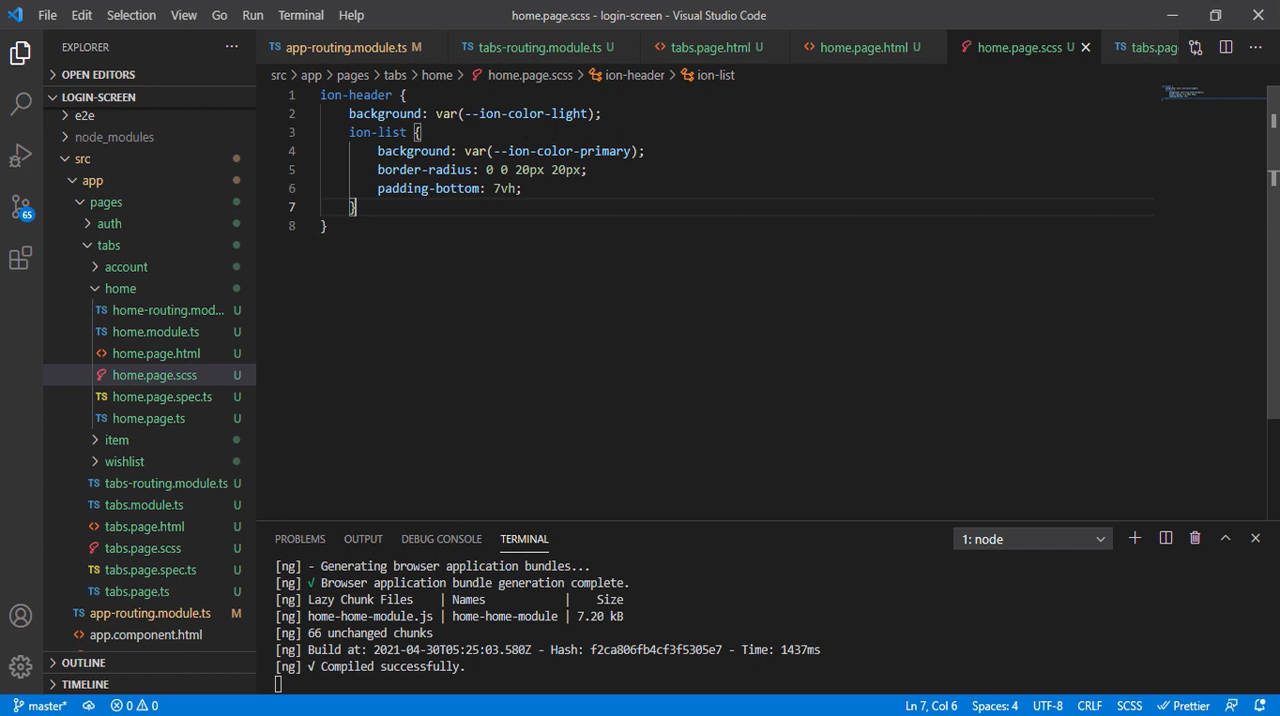 File Edit Selection View Go Run Terminal Help
home.page.scss - login-screen - Visual Studio Code
EXPLORER
TS app-routing.module.ts M
TS tabs-routing.module.ts U
<> tabs.page.html U
<> home.page.html U
home.page.scss U
TS tabs.pag
OPEN EDITORS
src > app > pages > tabs > home > home.page.scss > ion-header > ion-list
LOGIN-SCREEN
e2e
node_modules
src
app
pages
auth
tabs
account
home
TS home-routing.mod... U
TS home.module.ts U
<> home.page.html U
home.page.scss U
TS home.page.spec.ts U
TS home.page.ts U
item
wishlist
TS tabs-routing.module.ts U
TS tabs.module.ts U
<> tabs.page.html U
tabs.page.scss U
TS tabs.page.spec.ts U
TS tabs.page.ts U
TS app-routing.module.ts M
<> app.component.html
OUTLINE
TIMELINE
65
1 ion-header {
2 background: var(--ion-color-light);
3 ion-list {
4 background: var(--ion-color-primary);
5 border-radius: 0 0 20px 20px;
6 padding-bottom: 7vh;
7 }
8 }
PROBLEMS OUTPUT DEBUG CONSOLE TERMINAL
1: node
[ng] - Generating browser application bundles...
[ng] √ Browser application bundle generation complete.
[ng] Lazy Chunk Files | Names | Size
[ng] home-home-module.js | home-home-module | 7.20 kB
[ng] 66 unchanged chunks
[ng] Build at: 2021-04-30T05:25:03.580Z - Hash: f2ca806fb4cf3f5305e7 - Time: 1437ms
[ng] √ Compiled successfully.
master* 0 0
Ln 7, Col 6 Spaces: 4 UTF-8 CRLF SCSS Prettier